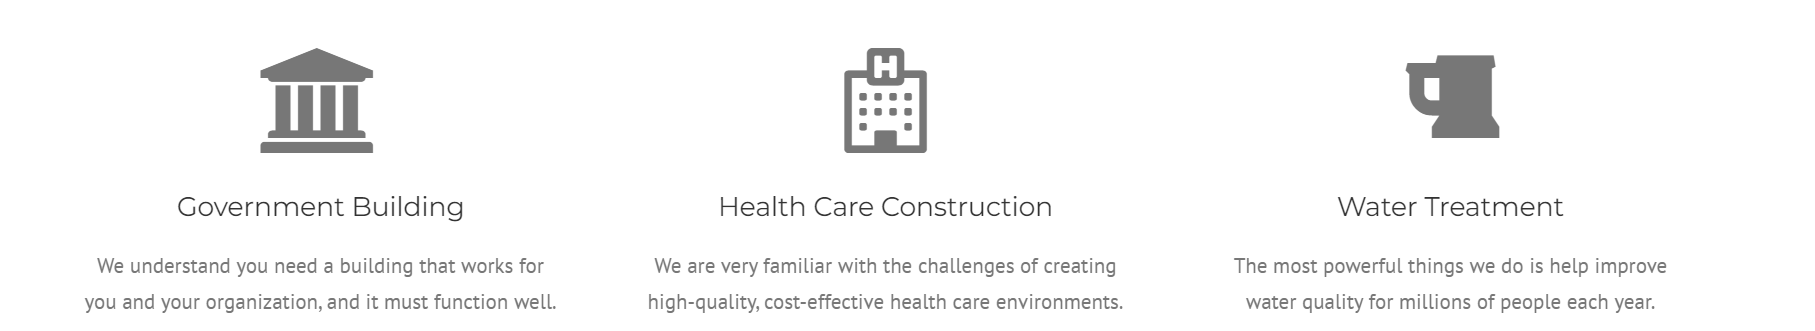 H
Government Building
We understand you need a building that works for
you and your organization, and it must function well.
Health Care Construction
We are very familiar with the challenges of creating
high-quality, cost-effective health care environments.
Water Treatment
The most powerful things we do is help improve
water quality for millions of people each year.